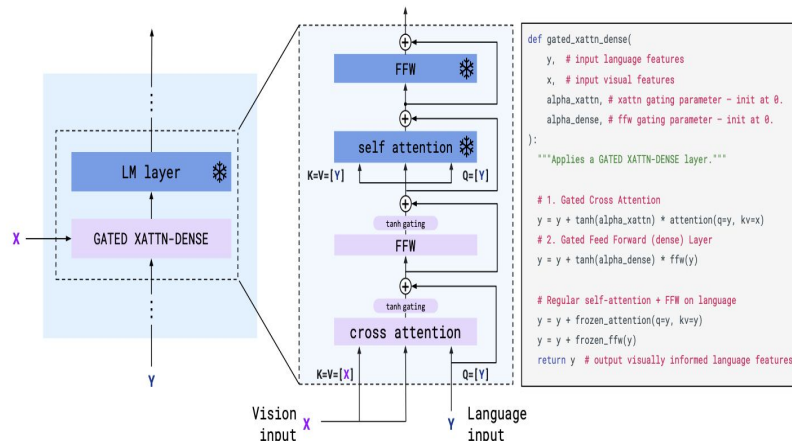 LM layer
X
GATED XATTN-DENSE
Y
+
FFW
+
self attention
K=V=[Y]
Q=[Y]
+
tanh gating
FFW
+
tanh gating
cross attention
K=V=[X]
Q=[Y]
Vision
input
X
Y
Language
input
def gated_xattn_dense(
y, # input language features
x, # input visual features
alpha_xattn, # xattn gating parameter – init at 0.
alpha_dense, # ffw gating parameter – init at 0.
):
"""Applies a GATED XATTN-DENSE layer."""
# 1. Gated Cross Attention
y = y + tanh(alpha_xattn) * attention(q=y, kv=x)
# 2. Gated Feed Forward (dense) Layer
y = y + tanh(alpha_dense) * ffw(y)
# Regular self-attention + FFW on language
y = y + frozen_attention(q=y, kv=y)
y = y + frozen_ffw(y)
return y # output visually informed language features